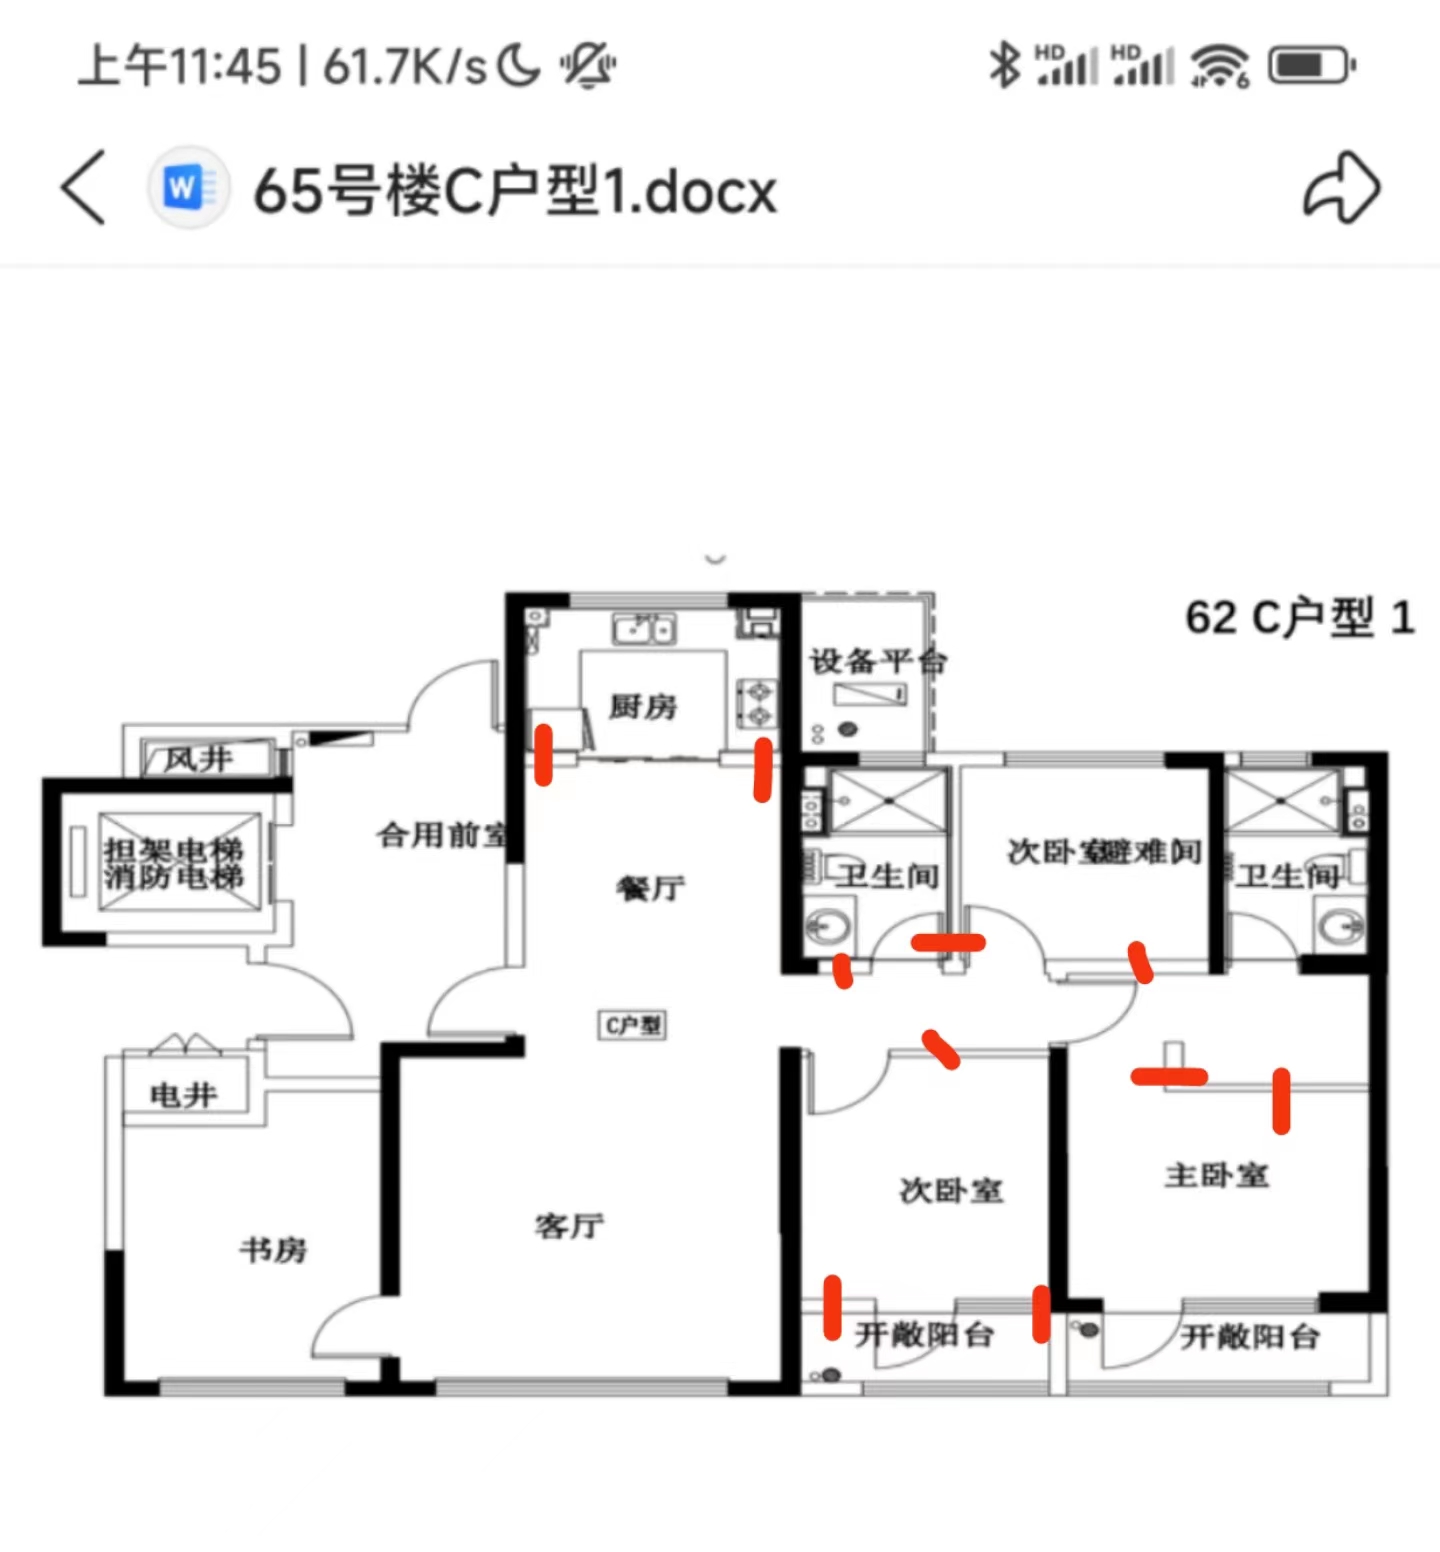 上午11:45 | 61.7K/s
HD HD 6
W 65号楼C户型1.docx
62 C户型 1
设备平台
厨房
风井
合用前室
担架电梯
消防电梯
餐厅
卫生间
次卧室避难间
卫生间
C户型
电井
主卧室
次卧室
客厅
书房
开敞阳台
开敞阳台